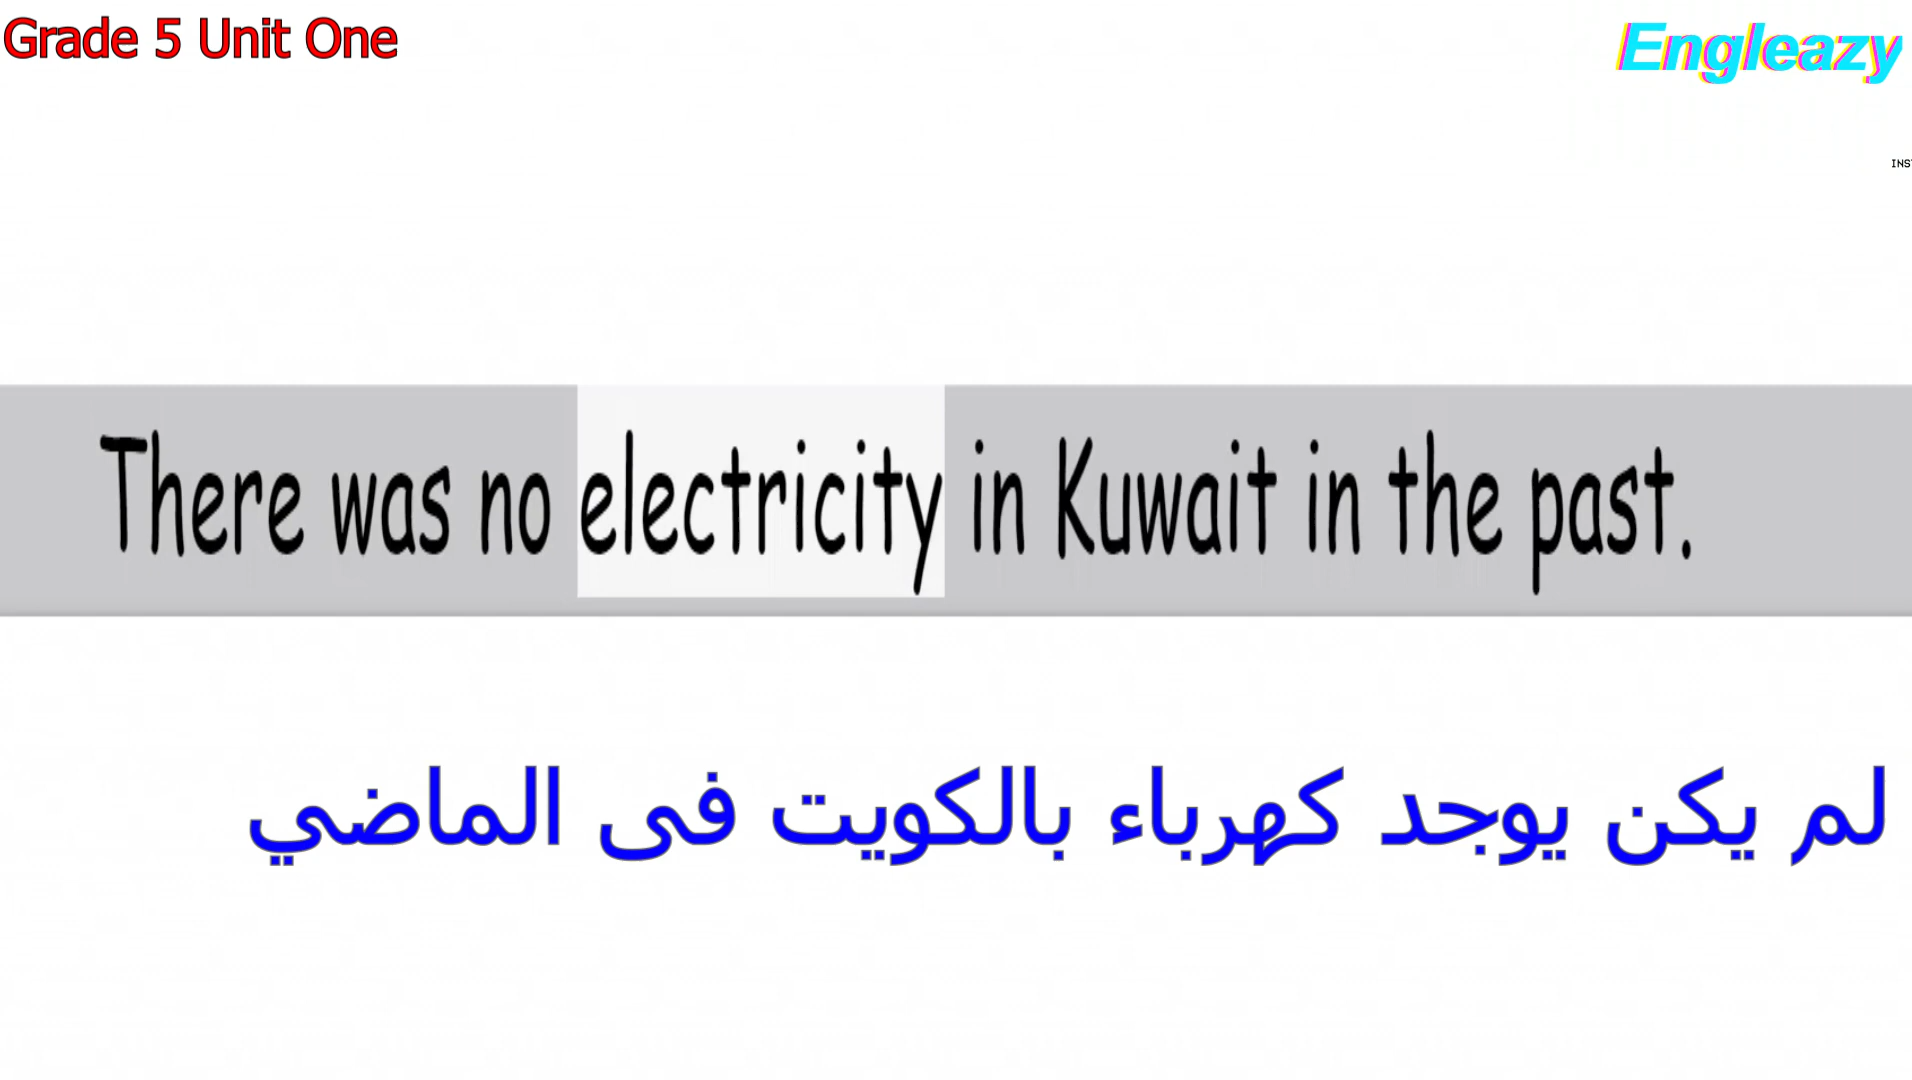 Grade 5 Unit One
Engleazy
INS
There was no electricity in Kuwait in the past.
لم يكن يوجد كهرباء بالكويت فى الماضي